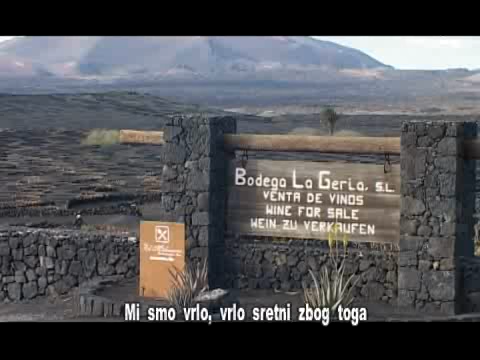 Bodega La Geria, S.L
VENTA DE VINOS
WINE FOR SALE
WEIN ZU VERKAUFEN
Mi smo vrlo, vrlo sretni zbog toga